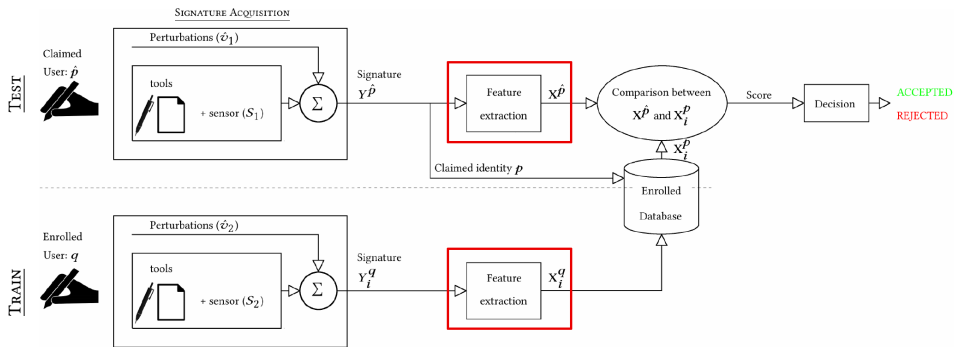 SIGNATURE ACQUISITION
TEST
Claimed
User: p̂
Perturbations (v̂₁)
tools
+ sensor (S₁)
Σ
Signature
Y^p̂
Feature
extraction
X^p̂
Comparison between
X^p̂ and X_i^p
Score
Decision
ACCEPTED
REJECTED
X_i^p
Claimed identity p
Enrolled
Database
TRAIN
Enrolled
User: q
Perturbations (v̂₂)
tools
+ sensor (S₂)
Σ
Signature
Y_i^q
Feature
extraction
X_i^q